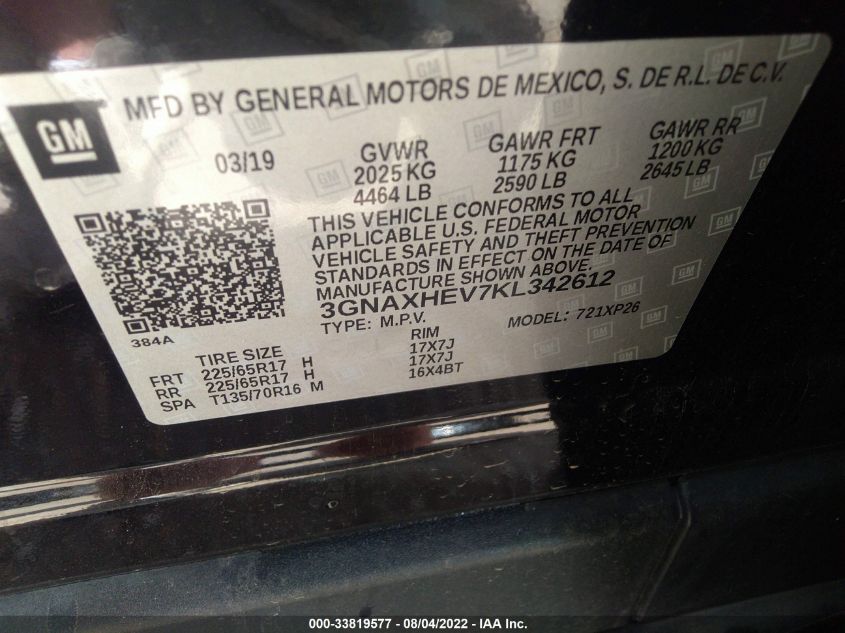 GM
MFD BY GENERAL MOTORS DE MEXICO, S. DE R.L. DE C.V.
03/19
GVWR
2025 KG
4464 LB
GAWR FRT
1175 KG
2590 LB
GAWR RR
1200 KG
2645 LB
THIS VEHICLE CONFORMS TO ALL
APPLICABLE U.S. FEDERAL MOTOR
VEHICLE SAFETY AND THEFT PREVENTION
STANDARDS IN EFFECT ON THE DATE OF
MANUFACTURE SHOWN ABOVE.
3GNAXHEV7KL342612
TYPE: M.P.V. MODEL: 721XP26
384A
TIRE SIZE RIM
FRT 225/65R17 H 17X7J
RR 225/65R17 H 17X7J
SPA T135/70R16 M 16X4BT
000-33819577 - 08/04/2022 - IAA Inc.